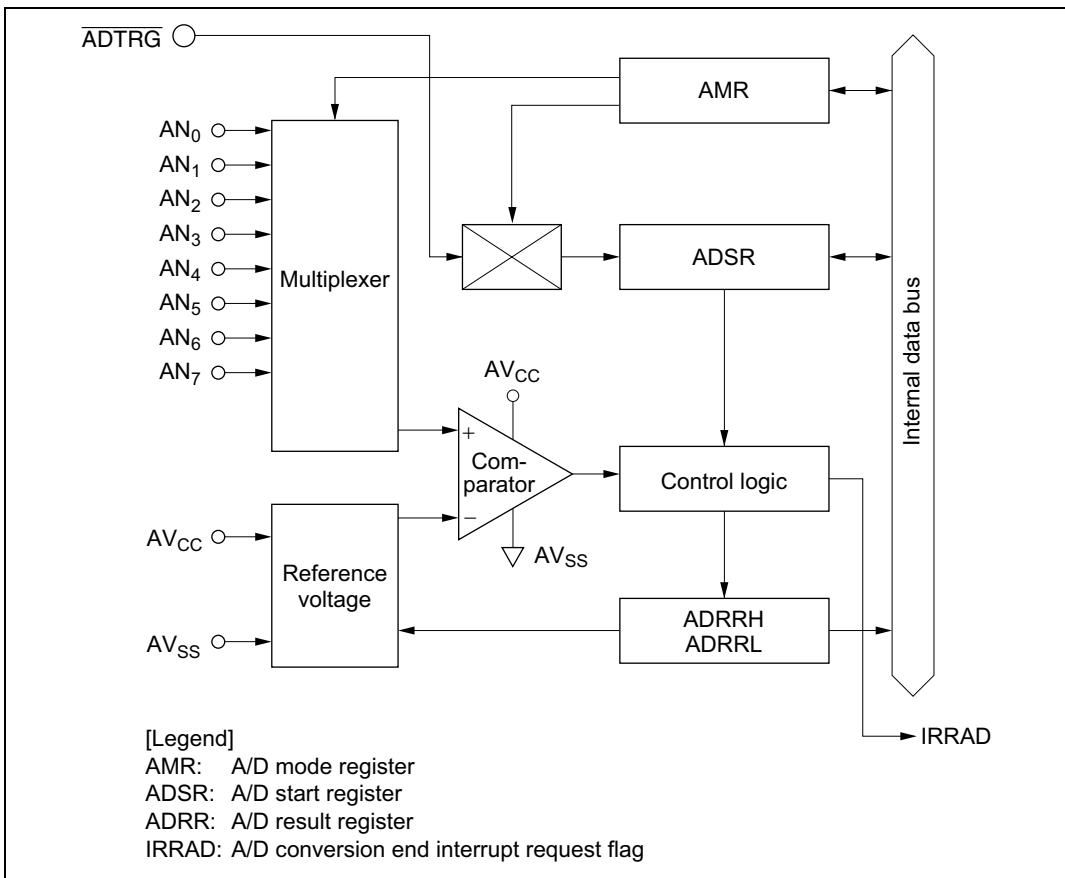 ADTRG
AMR
AN0
AN1
AN2
AN3
AN4
AN5
AN6
AN7
Multiplexer
ADSR
Internal data bus
AVCC
+
Com-
parator
−
AVSS
Control logic
AVCC
AVSS
Reference
voltage
ADRRH
ADRRL
IRRAD
[Legend]
AMR: A/D mode register
ADSR: A/D start register
ADRR: A/D result register
IRRAD: A/D conversion end interrupt request flag